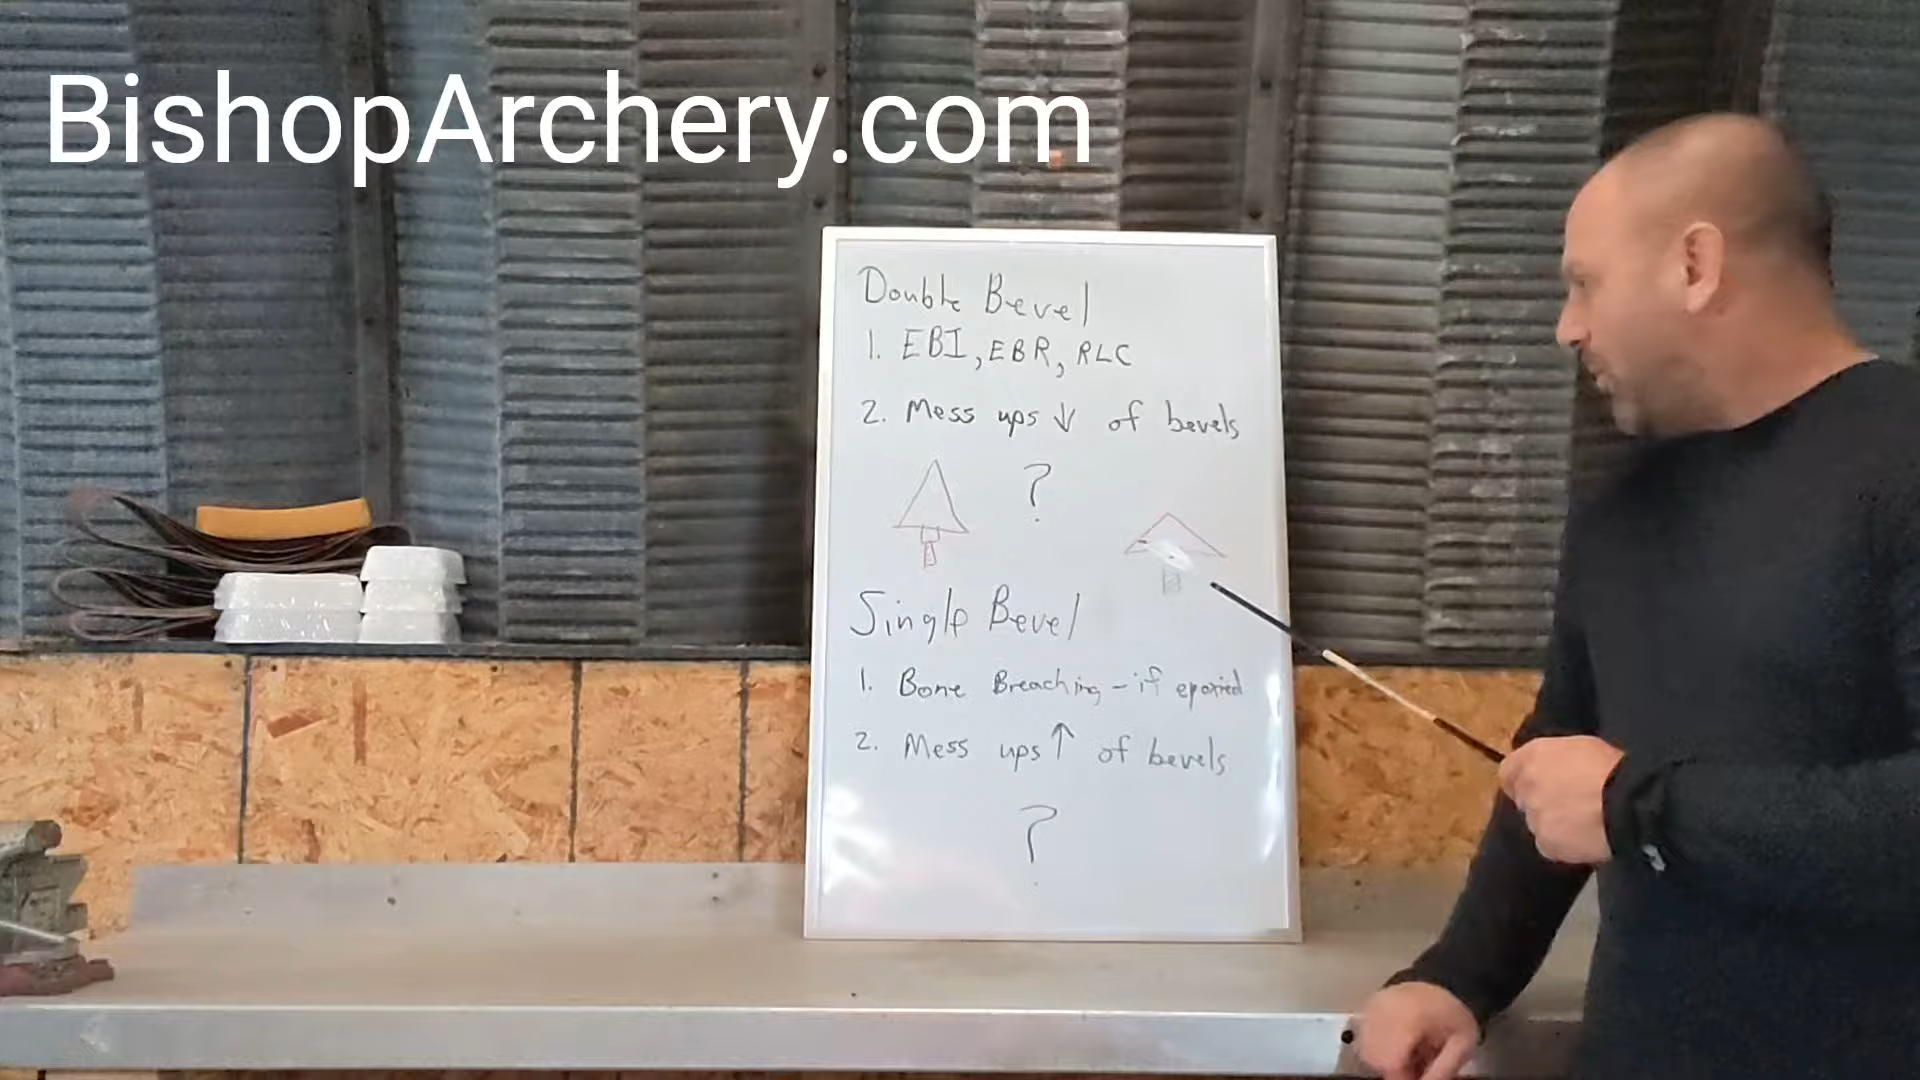 BishopArchery.com
Double Bevel
1. EBI, EBR, RLC
2. Mess ups ↓ of bevels
?
Single Bevel
1. Bone Breaching - if epoxied
2. Mess ups ↑ of bevels
?